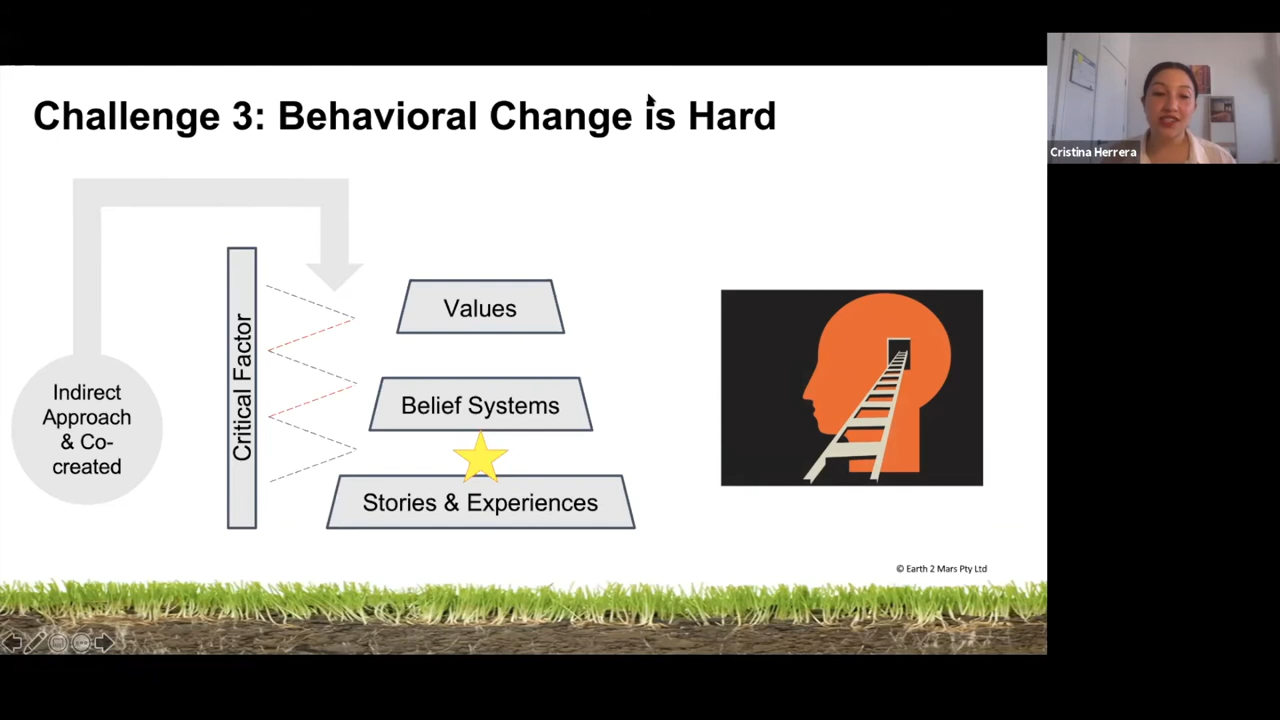 Challenge 3: Behavioral Change is Hard
Cristina Herrera
Indirect
Approach
& Co-
created
Critical Factor
Values
Belief Systems
Stories & Experiences
© Earth 2 Mars Pty Ltd